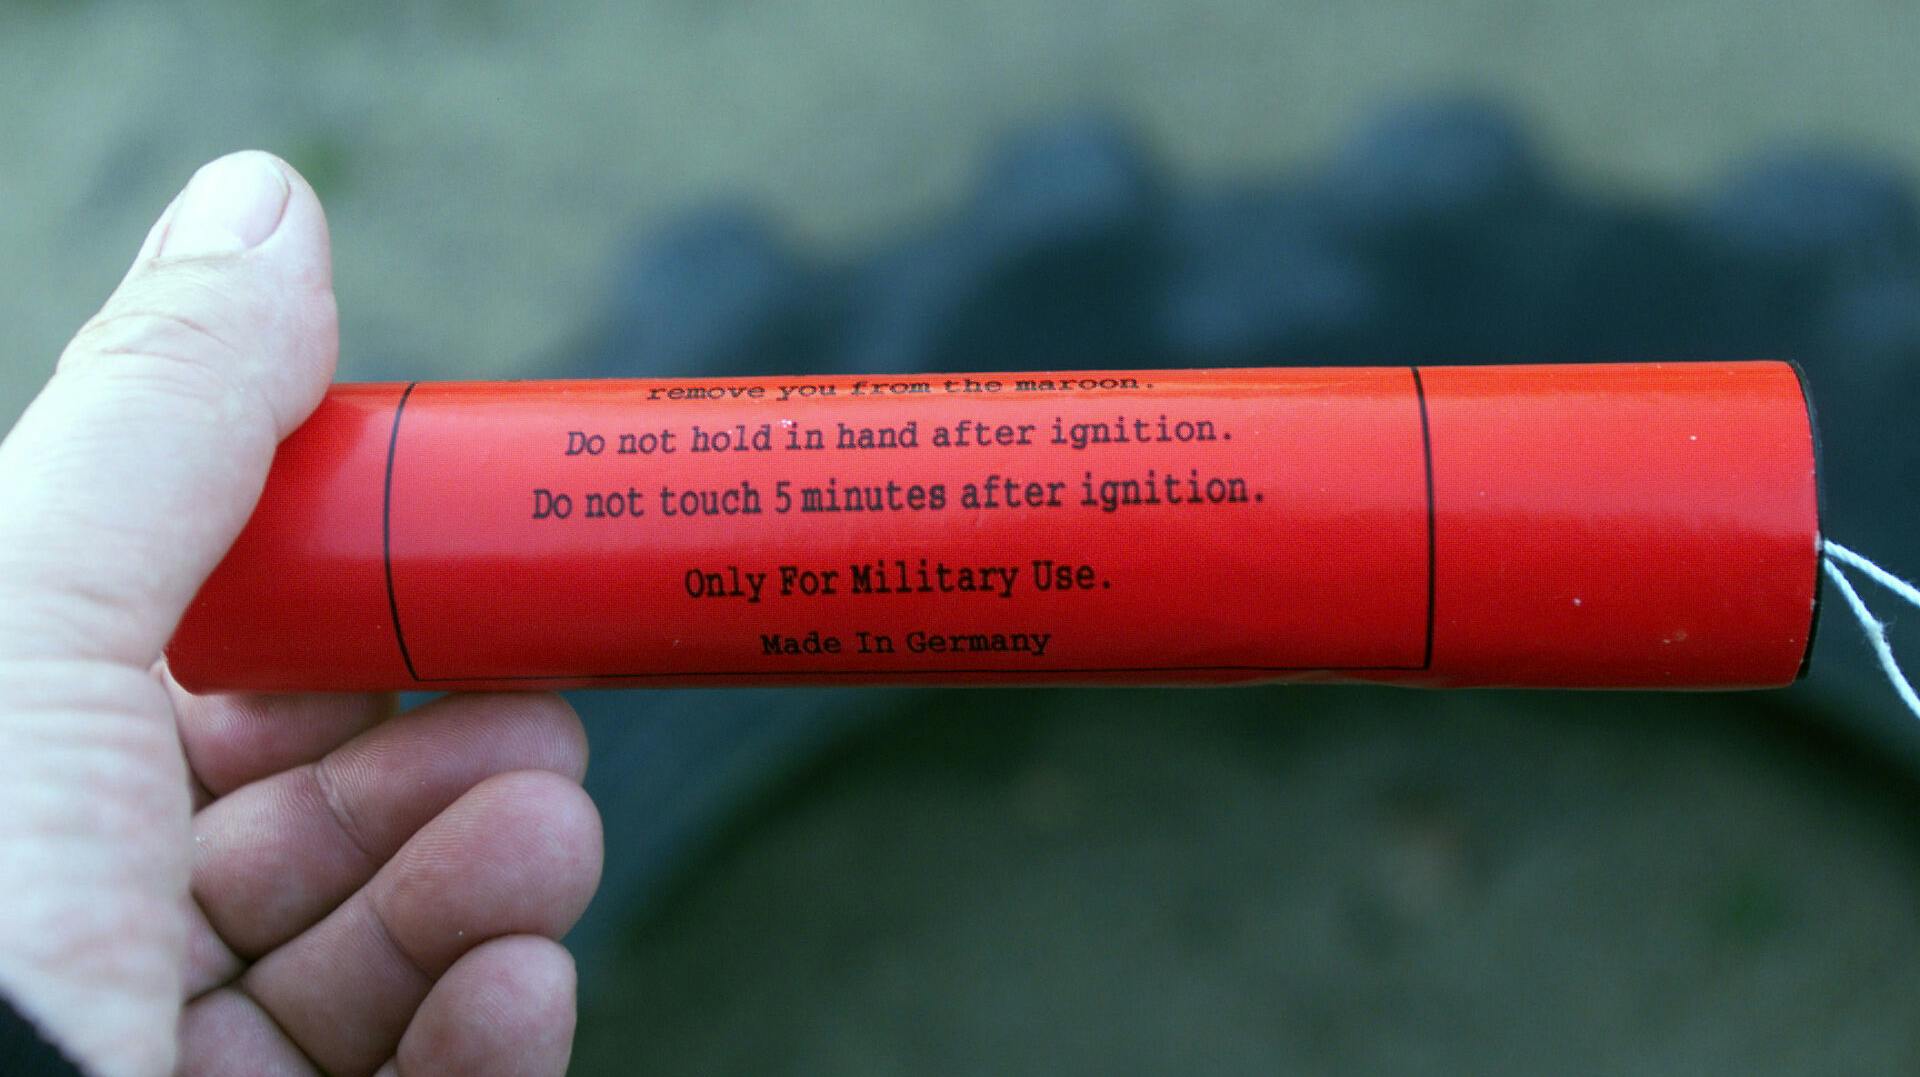 remove you from the maroon.
Do not hold in hand after ignition.
Do not touch 5 minutes after ignition.
Only For Military Use.
Made In Germany